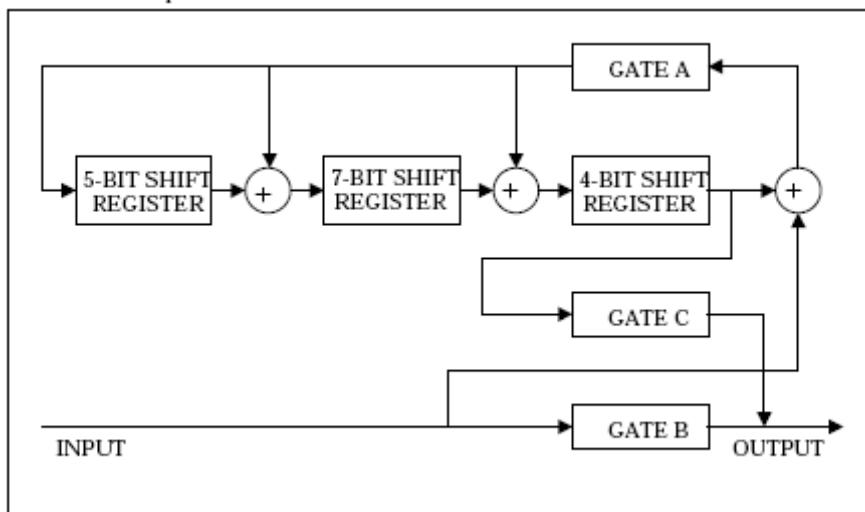 GATE A
5-BIT SHIFT
REGISTER
+
7-BIT SHIFT
REGISTER
+
4-BIT SHIFT
REGISTER
+
GATE C
GATE B
INPUT
OUTPUT